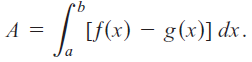 A = ∫_a^b [f(x) − g(x)] dx.